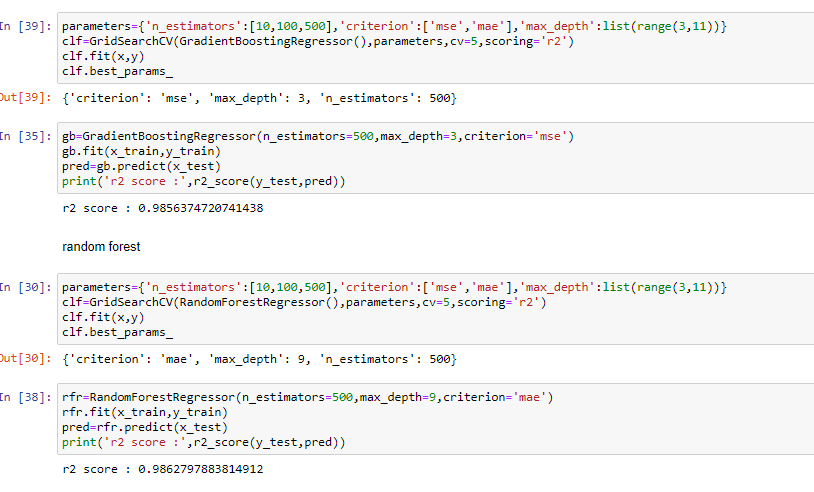 In [39]: parameters={'n_estimators':[10,100,500],'criterion':['mse','mae'],'max_depth':list(range(3,11))}
clf=GridSearchCV(GradientBoostingRegressor(),parameters,cv=5,scoring='r2')
clf.fit(x,y)
clf.best_params_
Out[39]: {'criterion': 'mse', 'max_depth': 3, 'n_estimators': 500}
In [35]: gb=GradientBoostingRegressor(n_estimators=500,max_depth=3,criterion='mse')
gb.fit(x_train,y_train)
pred=gb.predict(x_test)
print('r2 score :',r2_score(y_test,pred))
r2 score : 0.9856374720741438
random forest
In [30]: parameters={'n_estimators':[10,100,500],'criterion':['mse','mae'],'max_depth':list(range(3,11))}
clf=GridSearchCV(RandomForestRegressor(),parameters,cv=5,scoring='r2')
clf.fit(x,y)
clf.best_params_
Out[30]: {'criterion': 'mae', 'max_depth': 9, 'n_estimators': 500}
In [38]: rfr=RandomForestRegressor(n_estimators=500,max_depth=9,criterion='mae')
rfr.fit(x_train,y_train)
pred=rfr.predict(x_test)
print('r2 score :',r2_score(y_test,pred))
r2 score : 0.9862797883814912